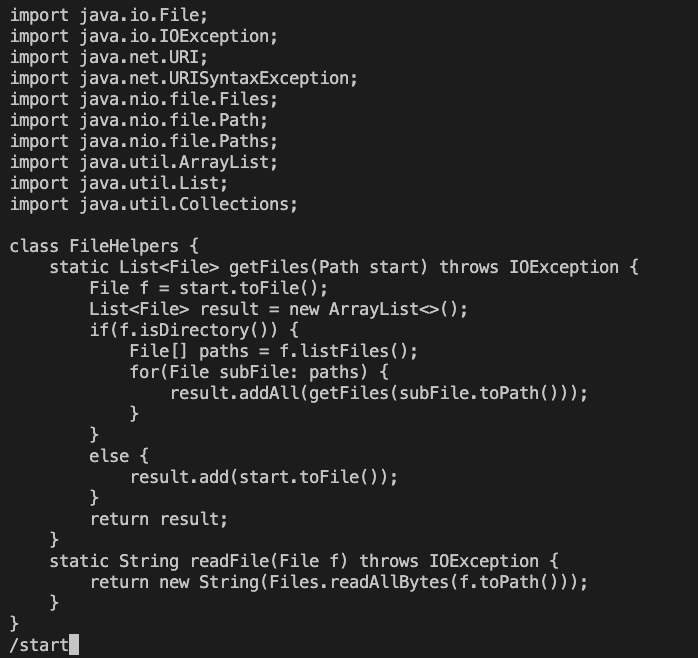 import java.io.File;
import java.io.IOException;
import java.net.URI;
import java.net.URISyntaxException;
import java.nio.file.Files;
import java.nio.file.Path;
import java.nio.file.Paths;
import java.util.ArrayList;
import java.util.List;
import java.util.Collections;

class FileHelpers {
    static List<File> getFiles(Path start) throws IOException {
        File f = start.toFile();
        List<File> result = new ArrayList<>();
        if(f.isDirectory()) {
            File[] paths = f.listFiles();
            for(File subFile: paths) {
                result.addAll(getFiles(subFile.toPath()));
            }
        }
        else {
            result.add(start.toFile());
        }
        return result;
    }
    static String readFile(File f) throws IOException {
        return new String(Files.readAllBytes(f.toPath()));
    }
}
/start